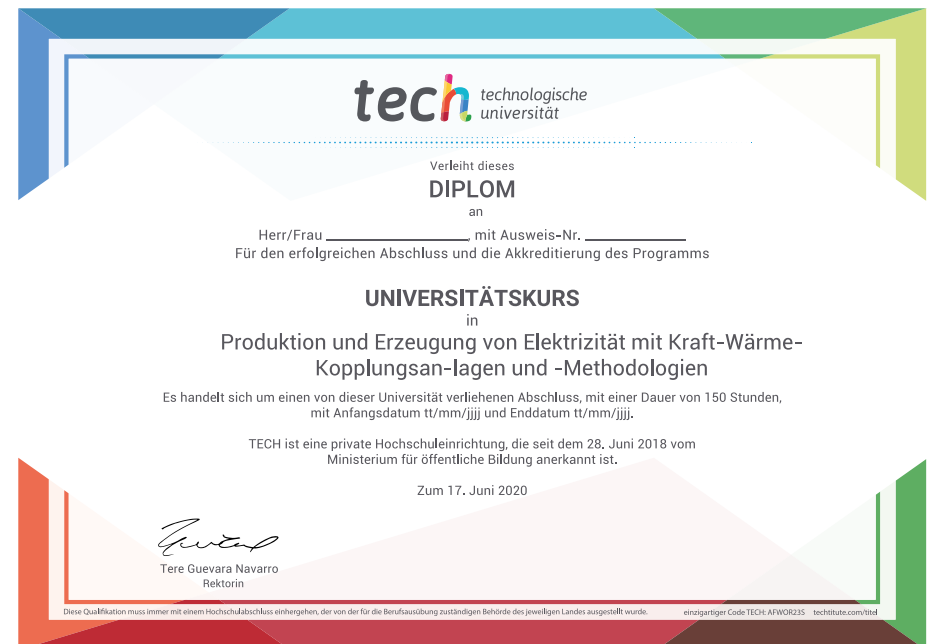 tech technologische
universität
Verleiht dieses
DIPLOM
an
Herr/Frau ____________, mit Ausweis-Nr. ____________
Für den erfolgreichen Abschluss und die Akkreditierung des Programms
UNIVERSITÄTSKURS
in
Produktion und Erzeugung von Elektrizität mit Kraft-Wärme-
Kopplungsan-lagen und -Methodologien
Es handelt sich um einen von dieser Universität verliehenen Abschluss, mit einer Dauer von 150 Stunden,
mit Anfangsdatum tt/mm/jjjj und Enddatum tt/mm/jjjj.
TECH ist eine private Hochschuleinrichtung, die seit dem 28. Juni 2018 vom
Ministerium für öffentliche Bildung anerkannt ist.
Zum 17. Juni 2020
Tere Guevara Navarro
Rektorin
Diese Qualifikation muss immer mit einem Hochschulabschluss einhergehen, der von der für die Berufsausübung zuständigen Behörde des jeweiligen Landes ausgestellt wurde. einzigartiger Code TECH: AFWOR23S techtitute.com/titel